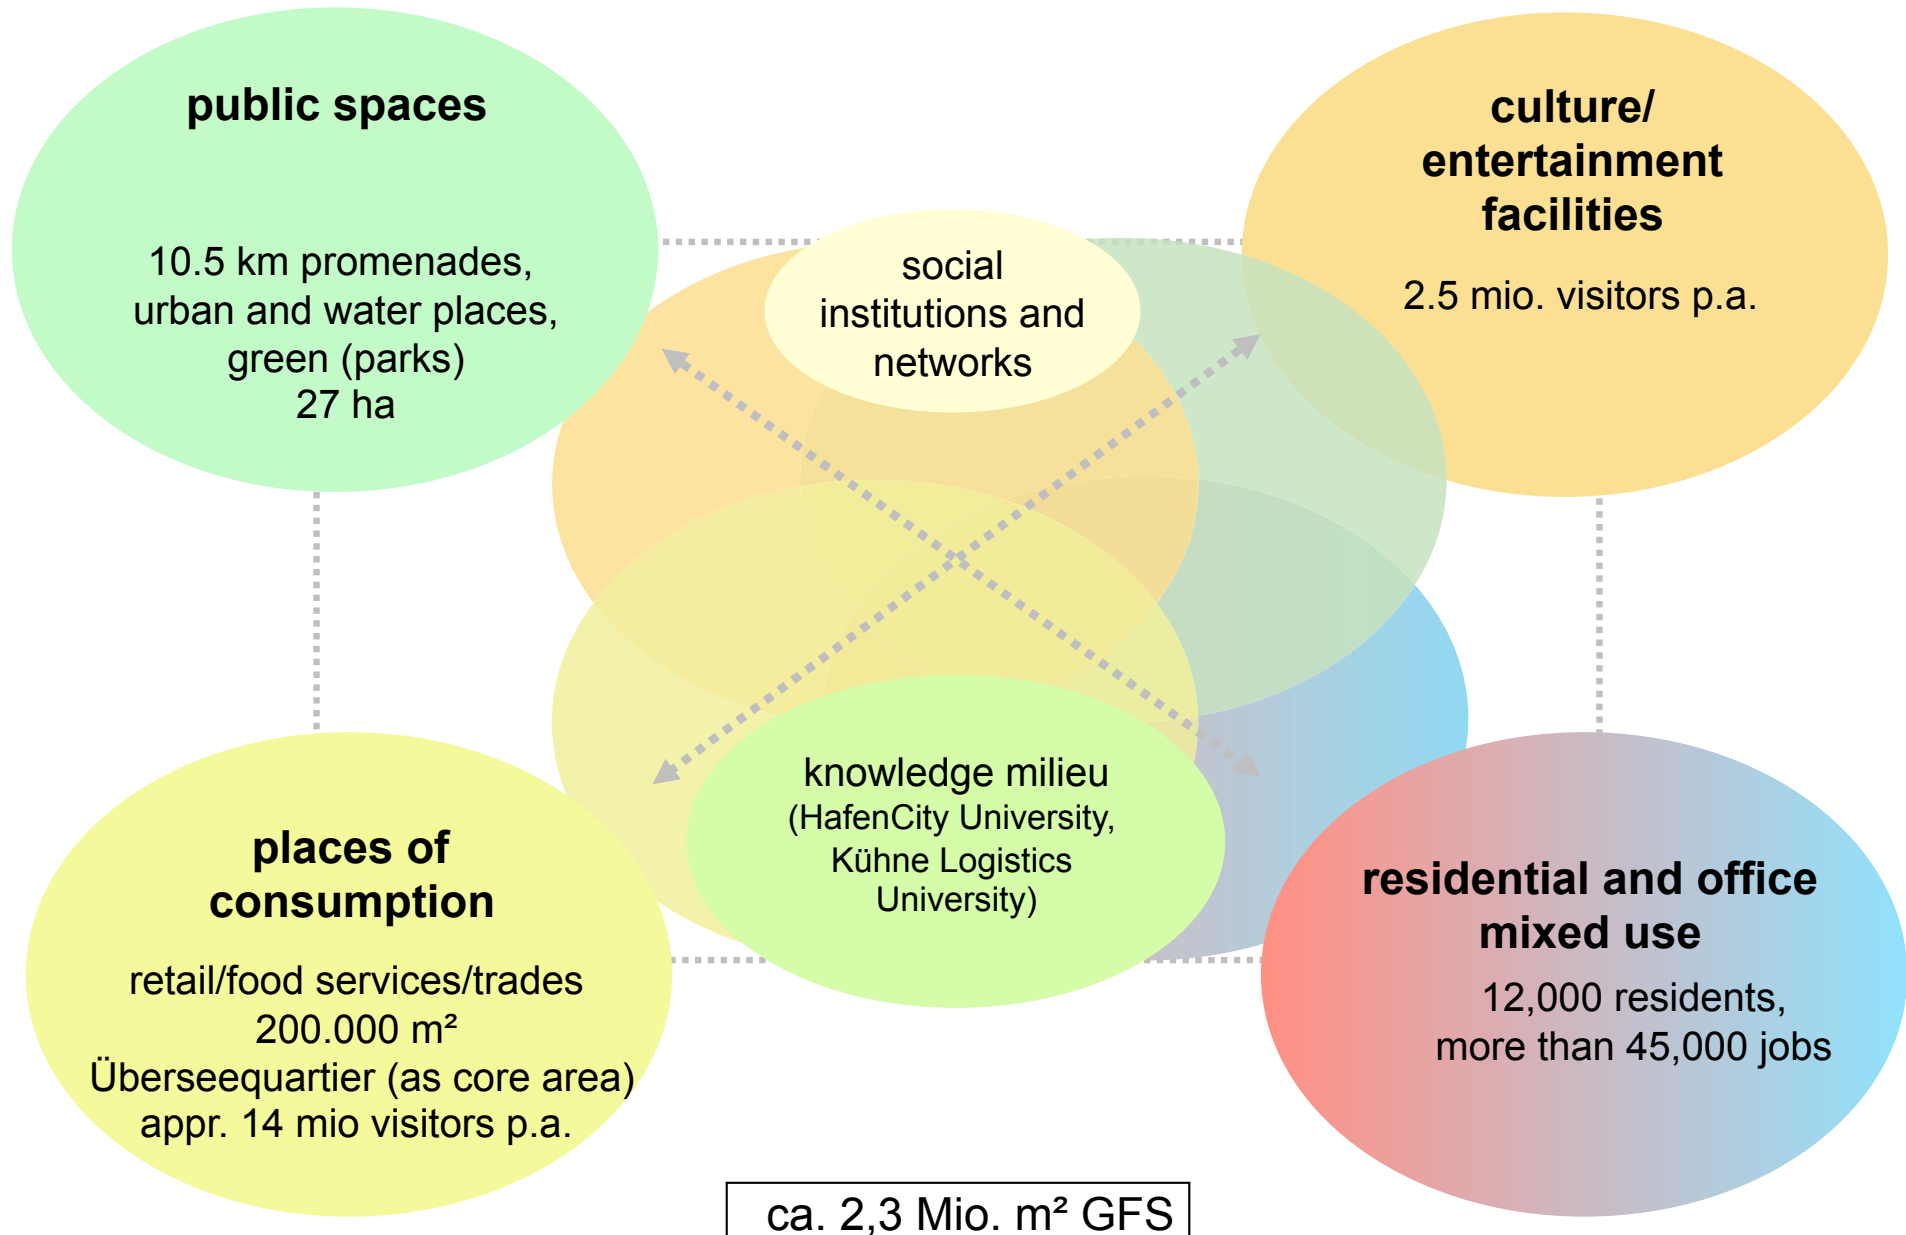 public spaces
10.5 km promenades,
urban and water places,
green (parks)
27 ha
culture/
entertainment
facilities
2.5 mio. visitors p.a.
social
institutions and
networks
knowledge milieu
(HafenCity University,
Kühne Logistics
University)
places of
consumption
retail/food services/trades
200.000 m²
Überseequartier (as core area)
appr. 14 mio visitors p.a.
residential and office
mixed use
12,000 residents,
more than 45,000 jobs
ca. 2,3 Mio. m² GFS